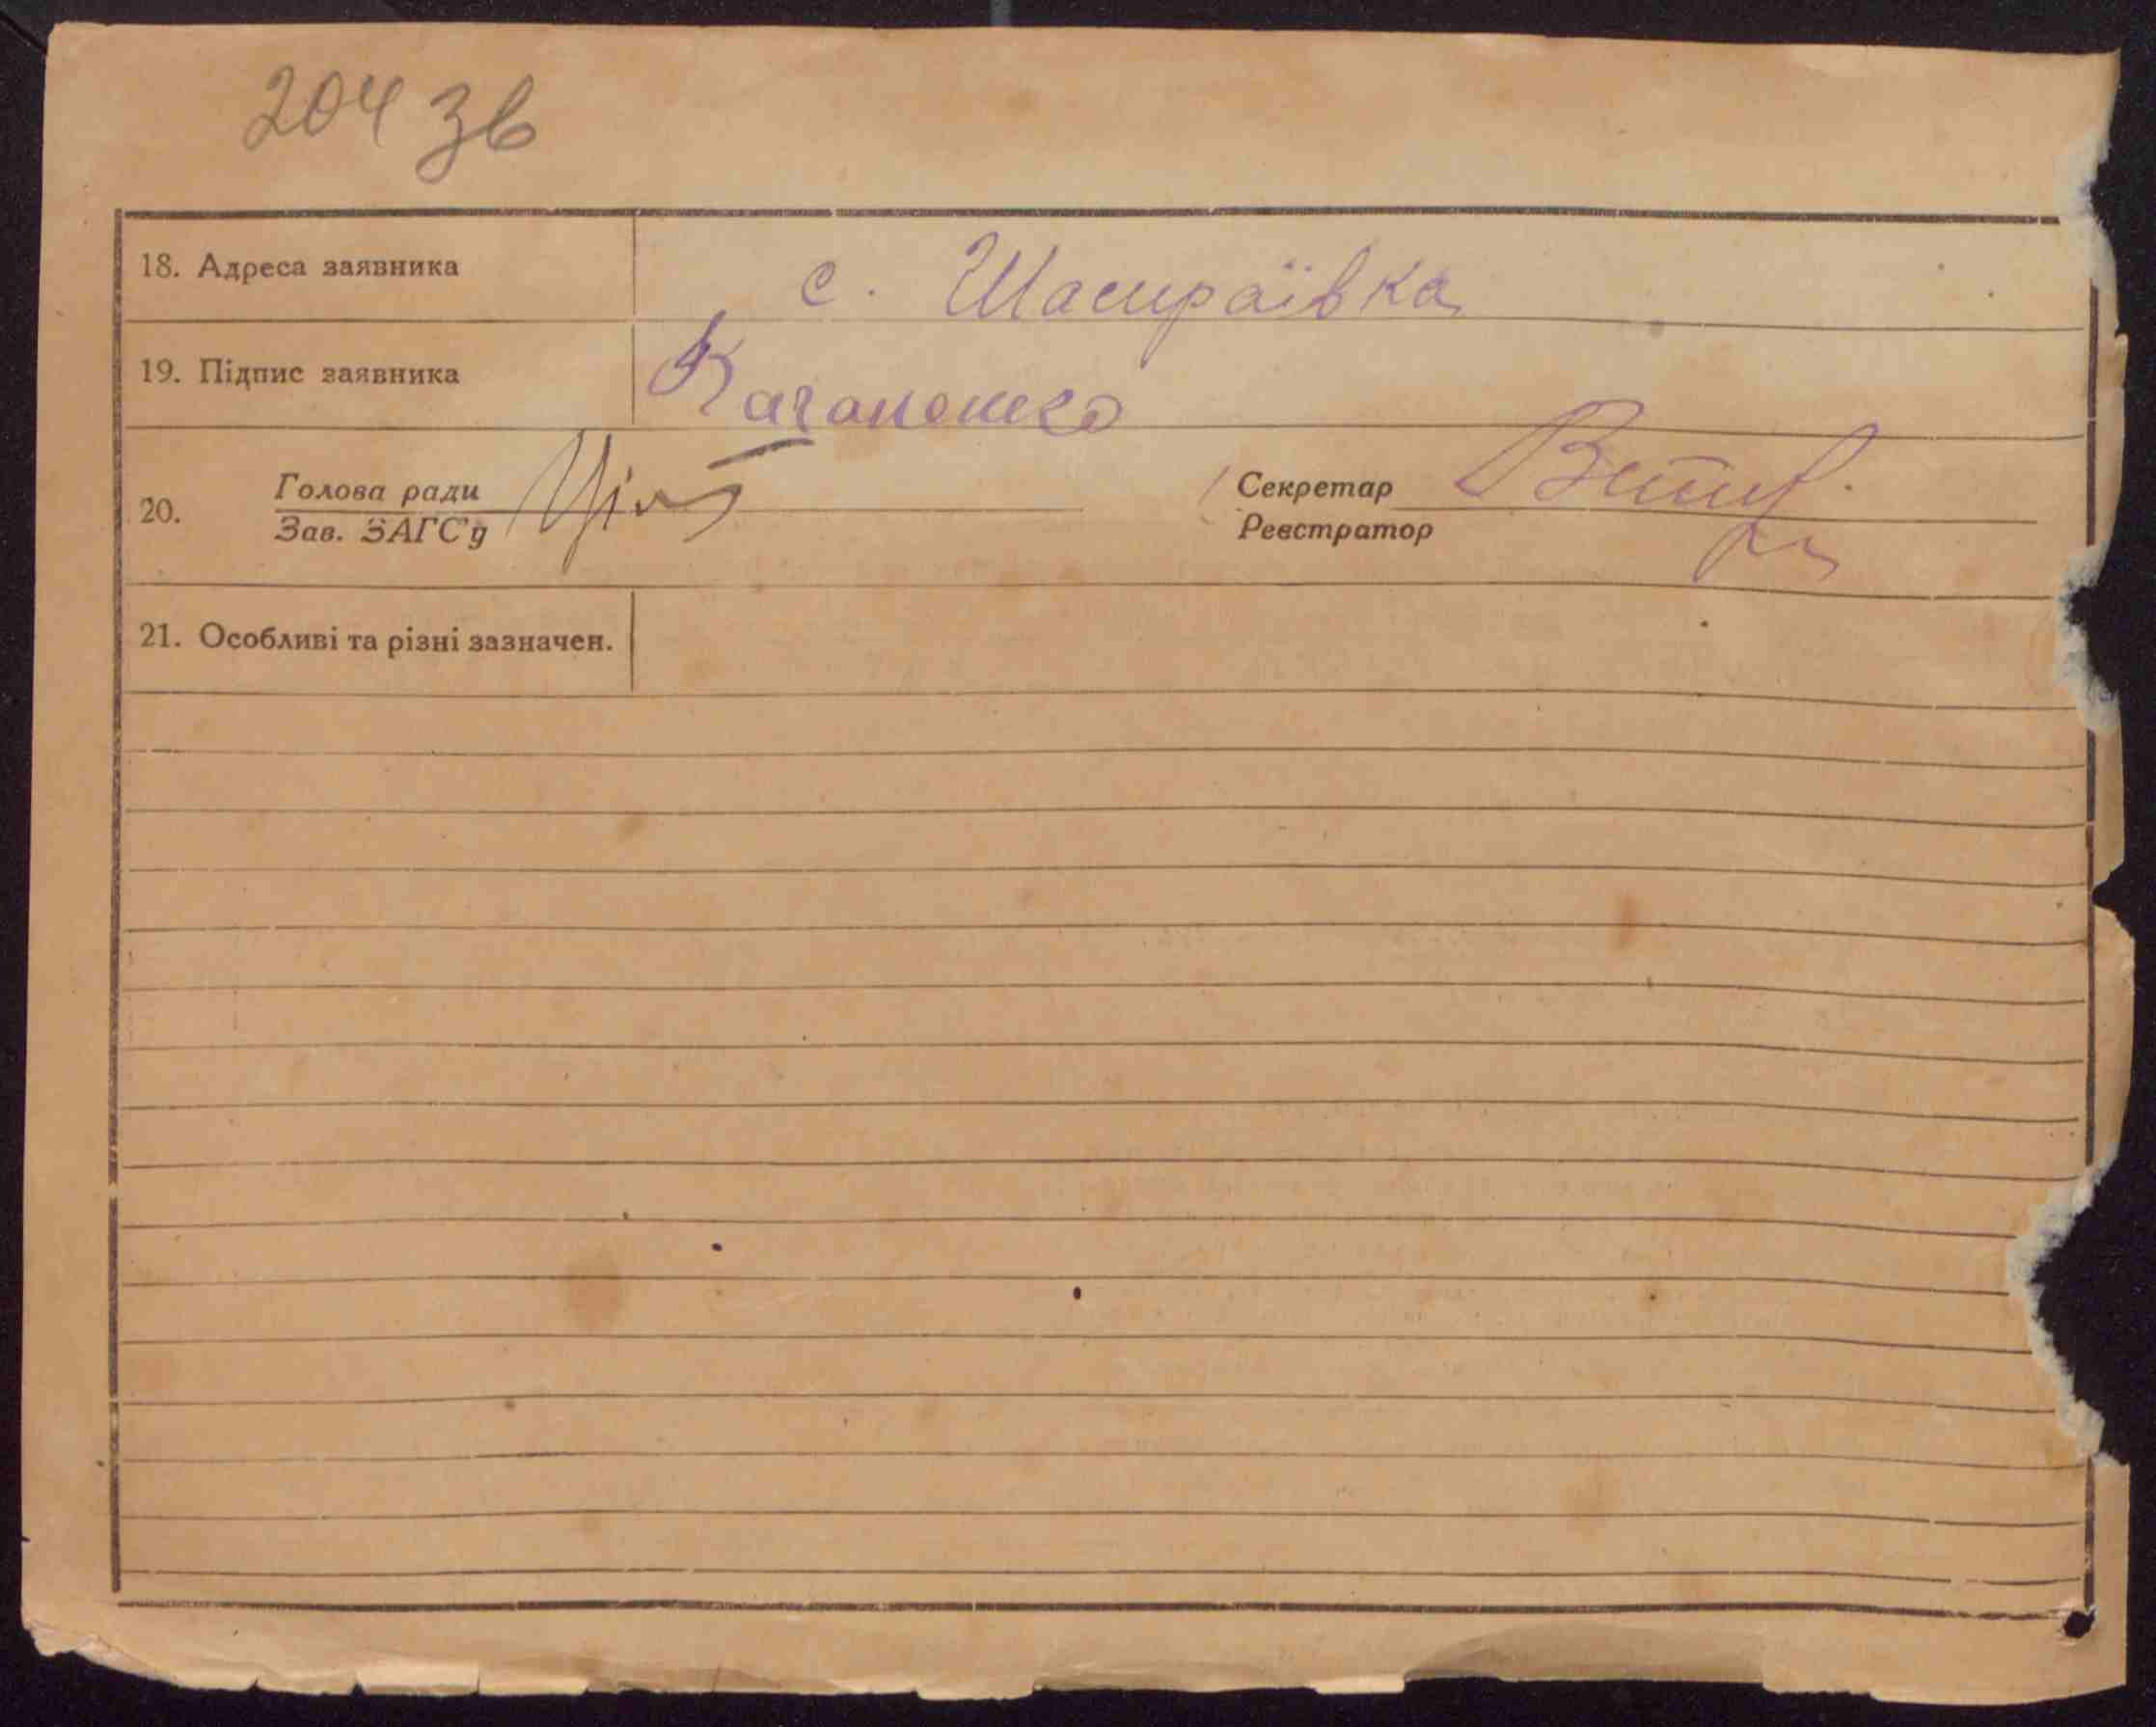 204 зв
18. Адреса заявника с. Шаєираївка
19. Підпис заявника Каганенко
20. Голова ради Секретар
Зав. ЗАГС'у Реєстратор
21. Особливі та різні зазначен.